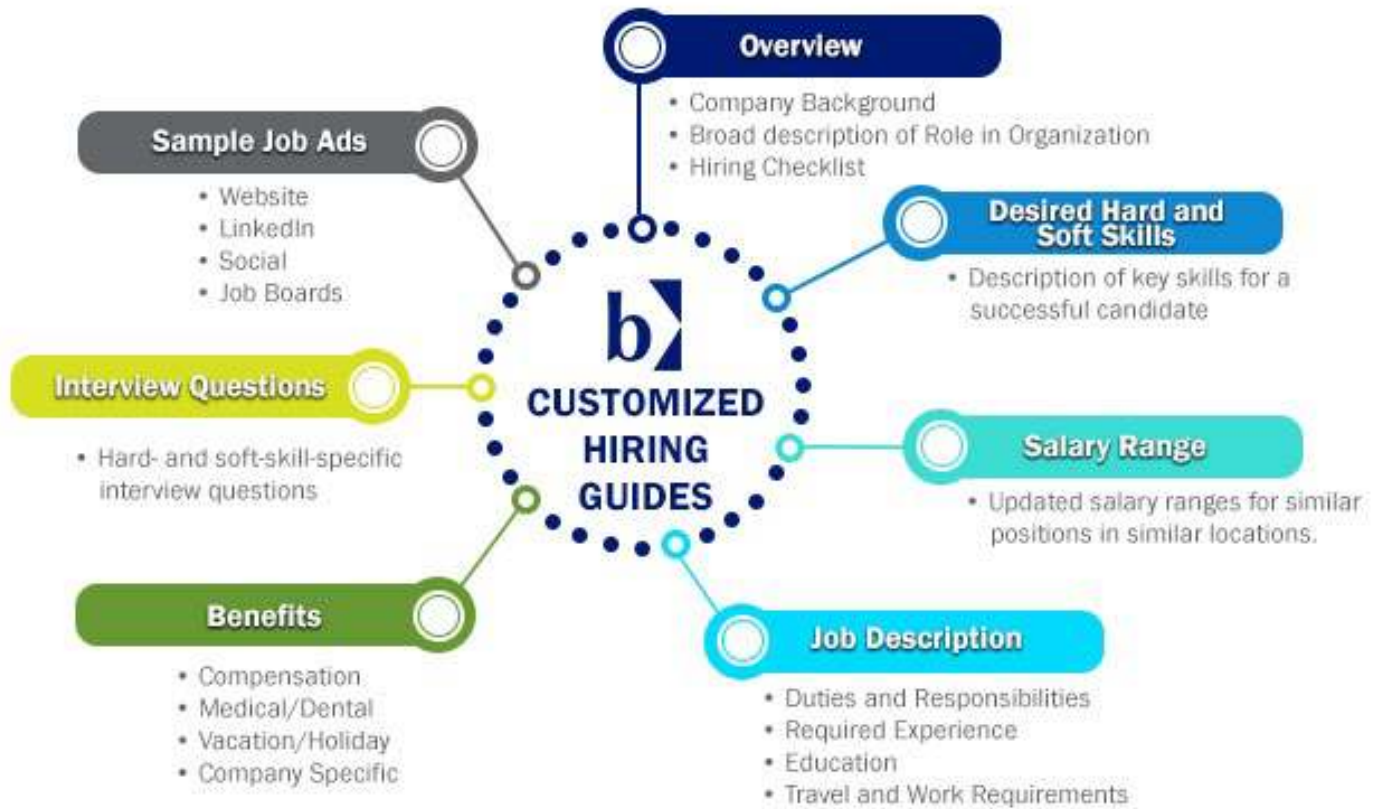 Overview
• Company Background
• Broad description of Role in Organization
• Hiring Checklist
Desired Hard and
Soft Skills
• Description of key skills for a
successful candidate
Salary Range
• Updated salary ranges for similar
positions in similar locations.
Job Description
• Duties and Responsibilities
• Required Experience
• Education
• Travel and Work Requirements
Benefits
• Compensation
• Medical/Dental
• Vacation/Holiday
• Company Specific
Interview Questions
• Hard- and soft-skill-specific
interview questions
Sample Job Ads
• Website
• LinkedIn
• Social
• Job Boards
b
CUSTOMIZED
HIRING
GUIDES